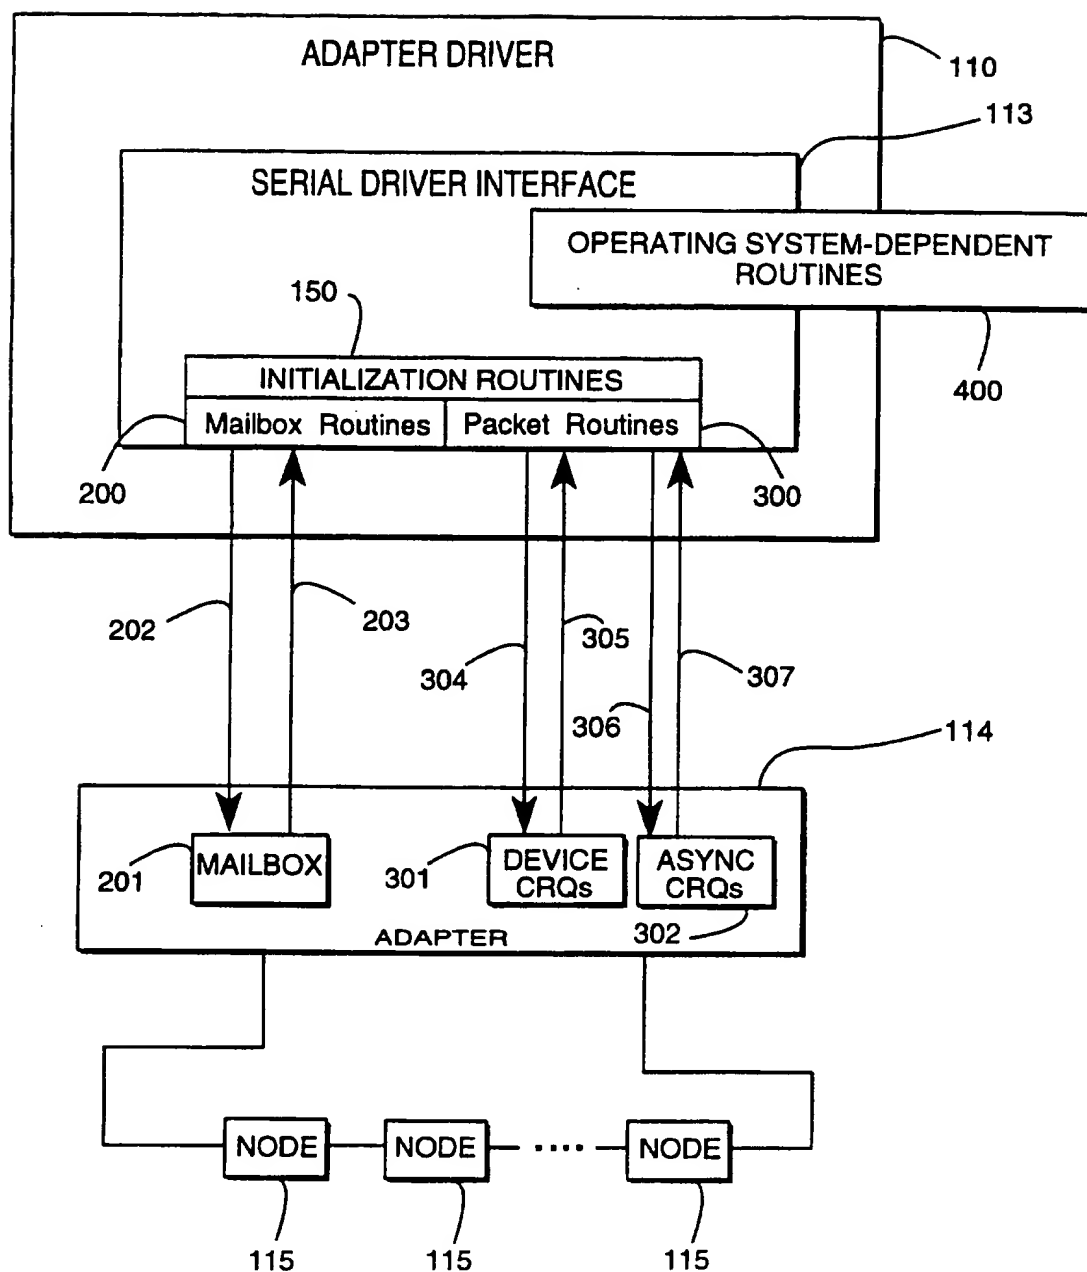 ADAPTER DRIVER
110
113
SERIAL DRIVER INTERFACE
OPERATING SYSTEM-DEPENDENT
ROUTINES
150
400
INITIALIZATION ROUTINES
Mailbox Routines
Packet Routines
200
300
202
203
304
305
306
307
114
201
MAILBOX
301
DEVICE
CRQs
ASYNC
CRQs
302
ADAPTER
NODE
NODE
....
NODE
115
115
115